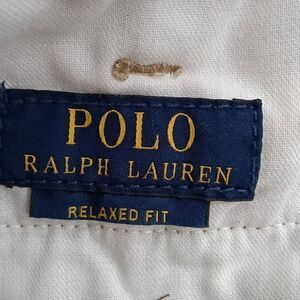 POLO
RALPH LAUREN
RELAXED FIT